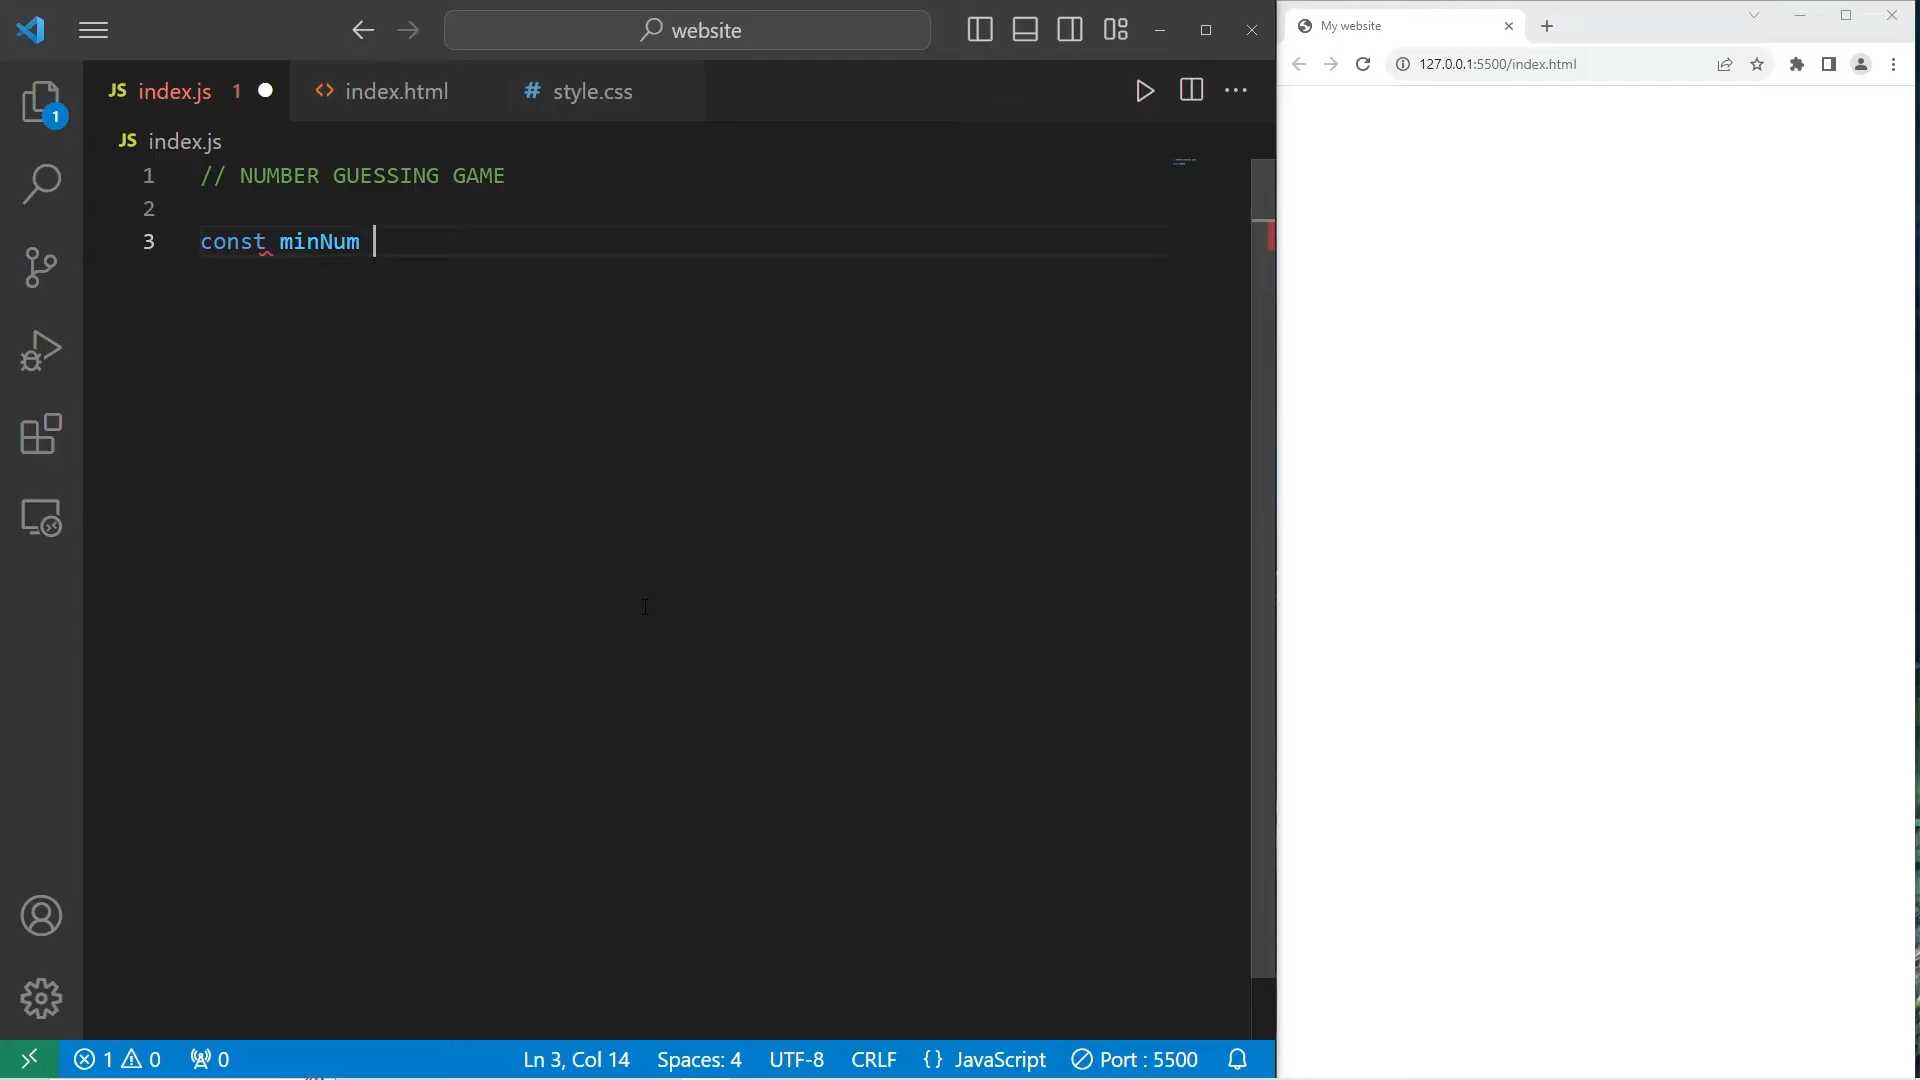 website
My website
127.0.0.1:5500/index.html
JS index.js 1
<> index.html
# style.css
1
JS index.js
1 // NUMBER GUESSING GAME
2
3 const minNum
1 0 0
Ln 3, Col 14 Spaces: 4 UTF-8 CRLF {} JavaScript Port : 5500